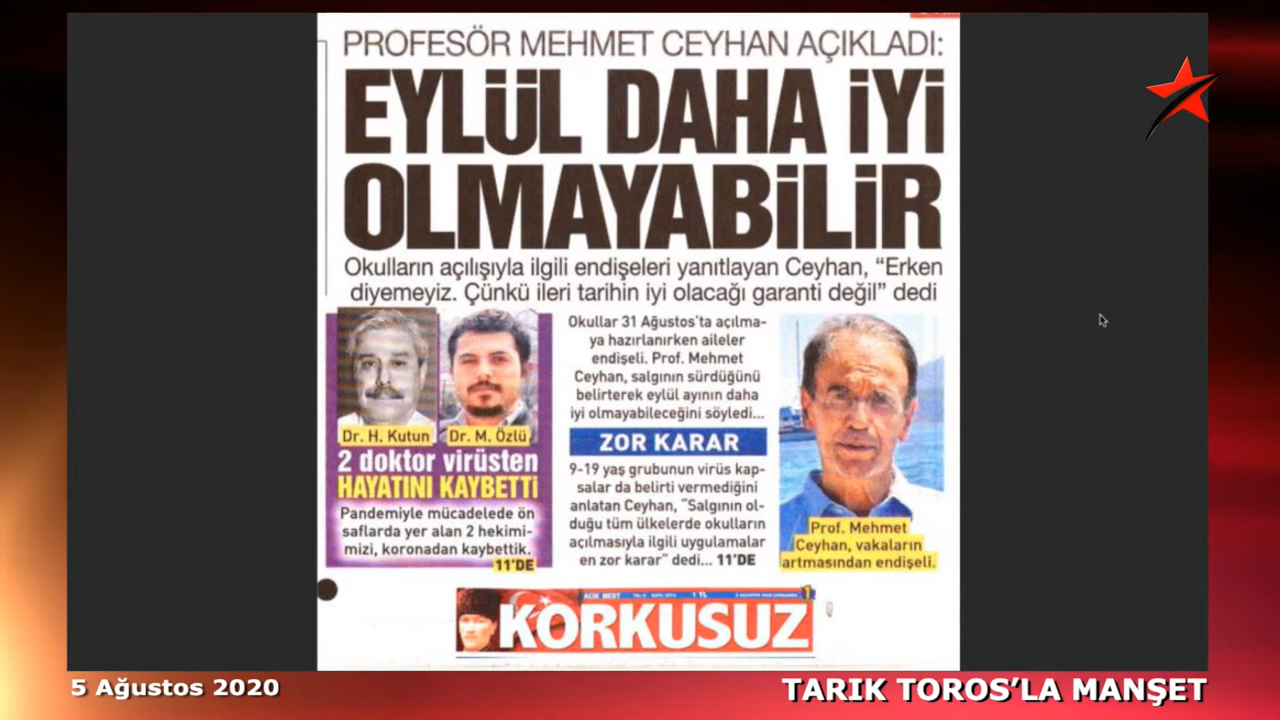 PROFESÖR MEHMET CEYHAN AÇIKLADI:
EYLÜL DAHA İYİ
OLMAYABİLİR
Okulların açılışıyla ilgili endişeleri yanıtlayan Ceyhan, “Erken
diyemeyiz. Çünkü ileri tarihin iyi olacağı garanti değil” dedi
Dr. H. Kutun
Dr. M. Özlü
2 doktor virüsten
HAYATINI KAYBETTİ
Pandemiyle mücadelede ön
saflarda yer alan 2 hekimi-
mizi, koronadan kaybettik.
11’DE
Okullar 31 Ağustos’ta açılma-
ya hazırlanırken aileler
endişeli. Prof. Mehmet
Ceyhan, salgının sürdüğünü
belirterek eylül ayının daha
iyi olmayabileceğini söyledi...
ZOR KARAR
9-19 yaş grubunun virüs kap-
salar da belirti vermediğini
anlatan Ceyhan, “Salgının ol-
duğu tüm ülkelerde okulların
açılmasıyla ilgili uygulamalar
en zor karar” dedi... 11’DE
Prof. Mehmet
Ceyhan, vakaların
artmasından endişeli.
AÇIK MERT
1 TL
KORKUSUZ
5 Ağustos 2020
TARIK TOROS’LA MANŞET